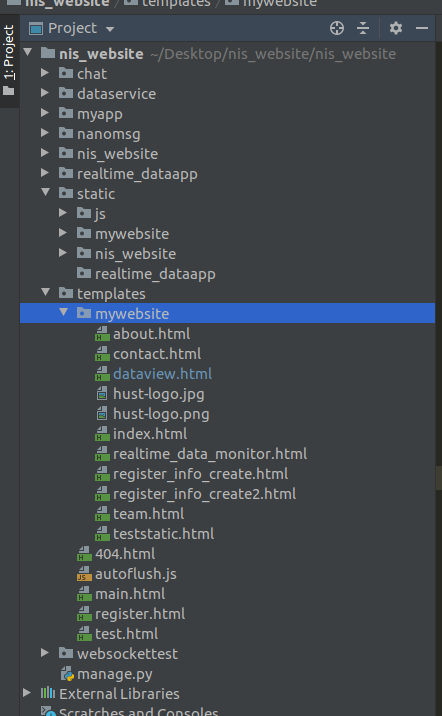 nis_website templates mywebsite
1: Project
Project
nis_website ~/Desktop/nis_website/nis_website
chat
dataservice
myapp
nanomsg
nis_website
realtime_dataapp
static
js
mywebsite
nis_website
realtime_dataapp
templates
mywebsite
about.html
contact.html
dataview.html
hust-logo.jpg
hust-logo.png
index.html
realtime_data_monitor.html
register_info_create.html
register_info_create2.html
team.html
teststatic.html
404.html
autoflush.js
main.html
register.html
test.html
websockettest
manage.py
External Libraries
Scratches and Consoles